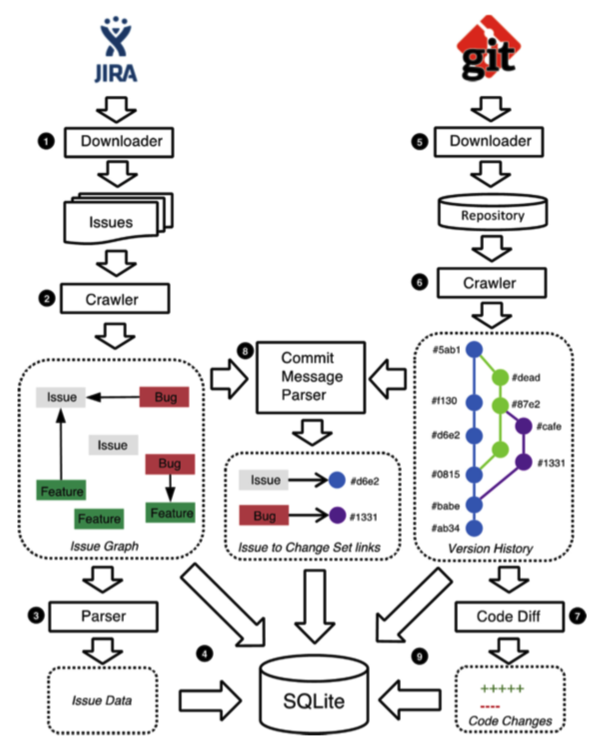 JIRA
git
1 Downloader
5 Downloader
Issues
Repository
2 Crawler
6 Crawler
8 Commit
Message
Parser
Issue
Bug
Issue
Bug
Feature
Feature
Feature
Issue Graph
Issue
#d6e2
Bug
#1331
Issue to Change Set links
#5ab1
#dead
#f130
#87e2
#cafe
#d6e2
#1331
#0815
#babe
#ab34
Version History
3 Parser
Code Diff 7
4
9
Issue Data
SQLite
+++++
----
Code Changes